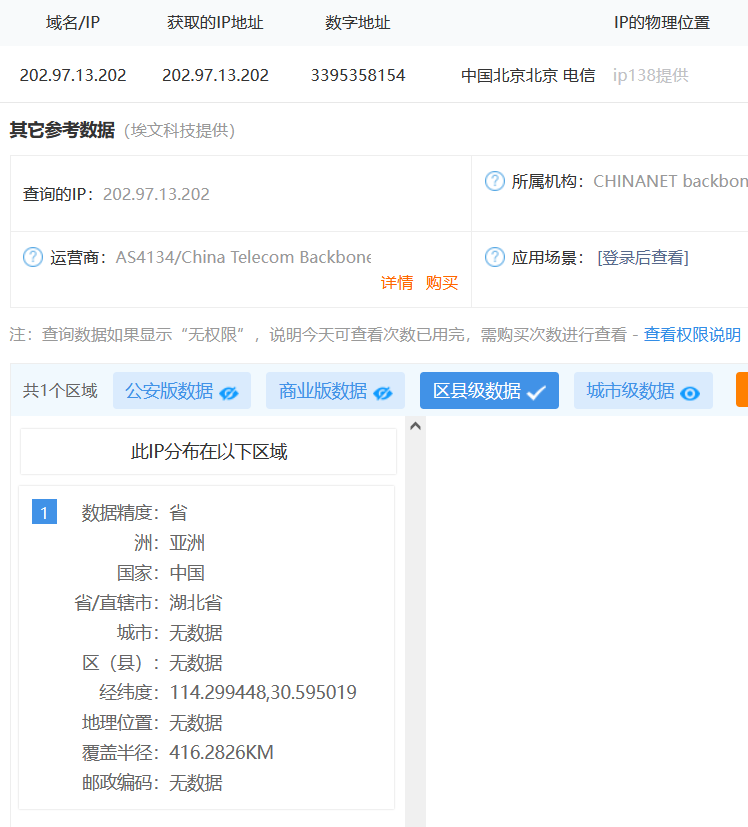 域名/IP 获取的IP地址 数字地址 IP的物理位置
202.97.13.202 202.97.13.202 3395358154 中国北京北京 电信 ip138提供
其它参考数据（埃文科技提供）
查询的IP：202.97.13.202 ? 所属机构：CHINANET backbon
? 运营商：AS4134/China Telecom Backbone ? 应用场景：[登录后查看]
详情 购买
注：查询数据如果显示“无权限”，说明今天可查看次数已用完，需购买次数进行查看 - 查看权限说明
共1个区域 公安版数据 商业版数据 区县级数据 城市级数据
此IP分布在以下区域
1 数据精度：省
洲：亚洲
国家：中国
省/直辖市：湖北省
城市：无数据
区（县）：无数据
经纬度：114.299448,30.595019
地理位置：无数据
覆盖半径：416.2826KM
邮政编码：无数据